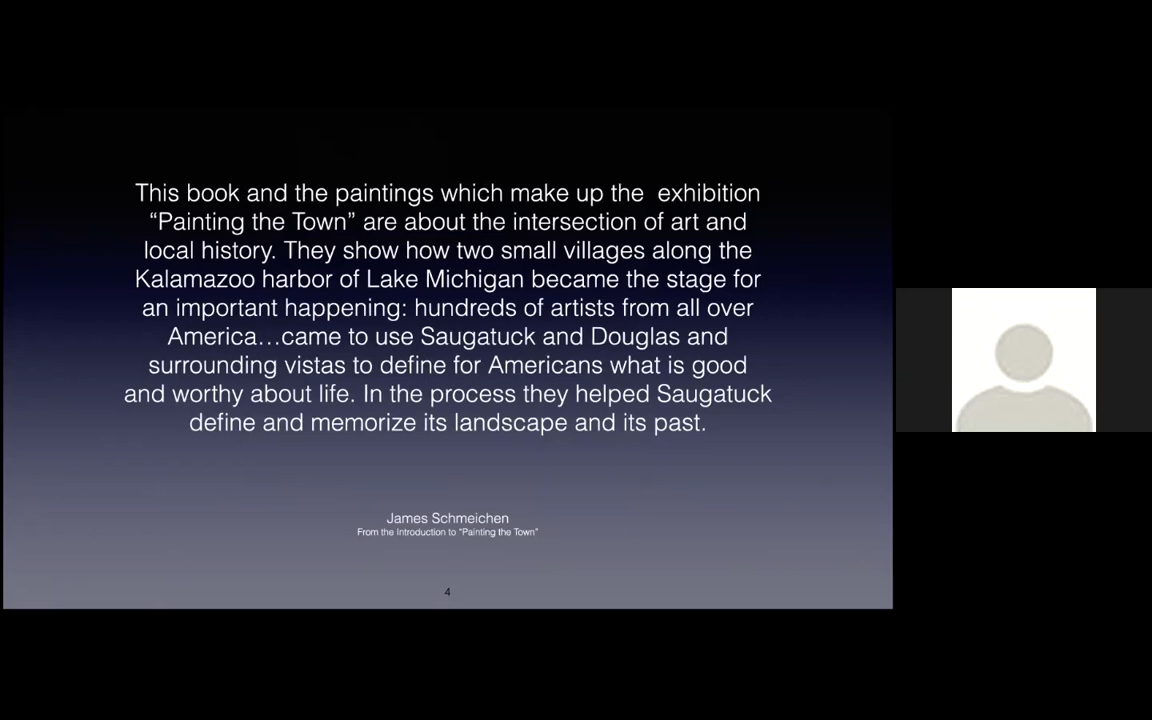 This book and the paintings which make up the  exhibition
“Painting the Town” are about the intersection of art and
local history. They show how two small villages along the
Kalamazoo harbor of Lake Michigan became the stage for
an important happening: hundreds of artists from all over
America…came to use Saugatuck and Douglas and
surrounding vistas to define for Americans what is good
and worthy about life. In the process they helped Saugatuck
define and memorize its landscape and its past.
James Schmeichen
From the Introduction to “Painting the Town”
4